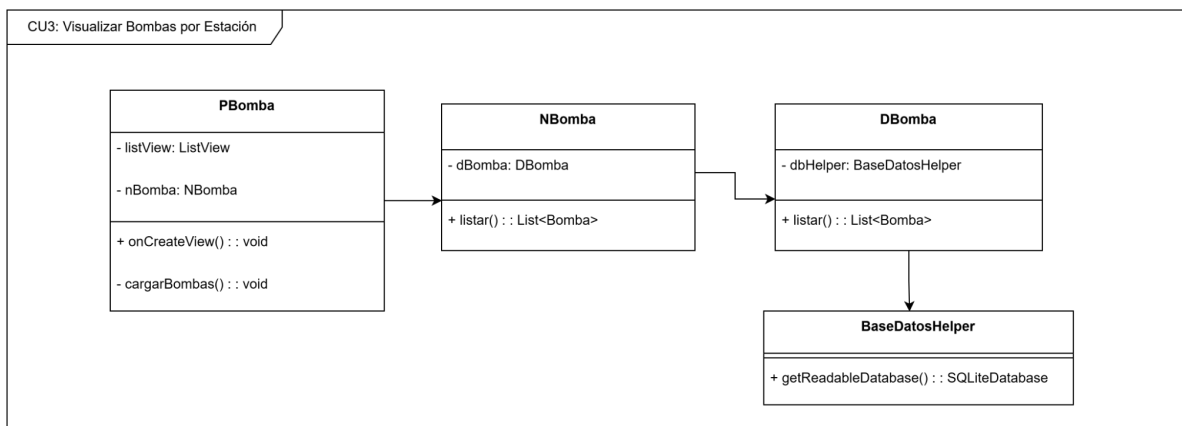 CU3: Visualizar Bombas por Estación
PBomba
- listView: ListView
- nBomba: NBomba
+ onCreateView() : : void
- cargarBombas() : : void
NBomba
- dBomba: DBomba
+ listar() : : List<Bomba>
DBomba
- dbHelper: BaseDatosHelper
+ listar() : : List<Bomba>
BaseDatosHelper
+ getReadableDatabase() : : SQLiteDatabase